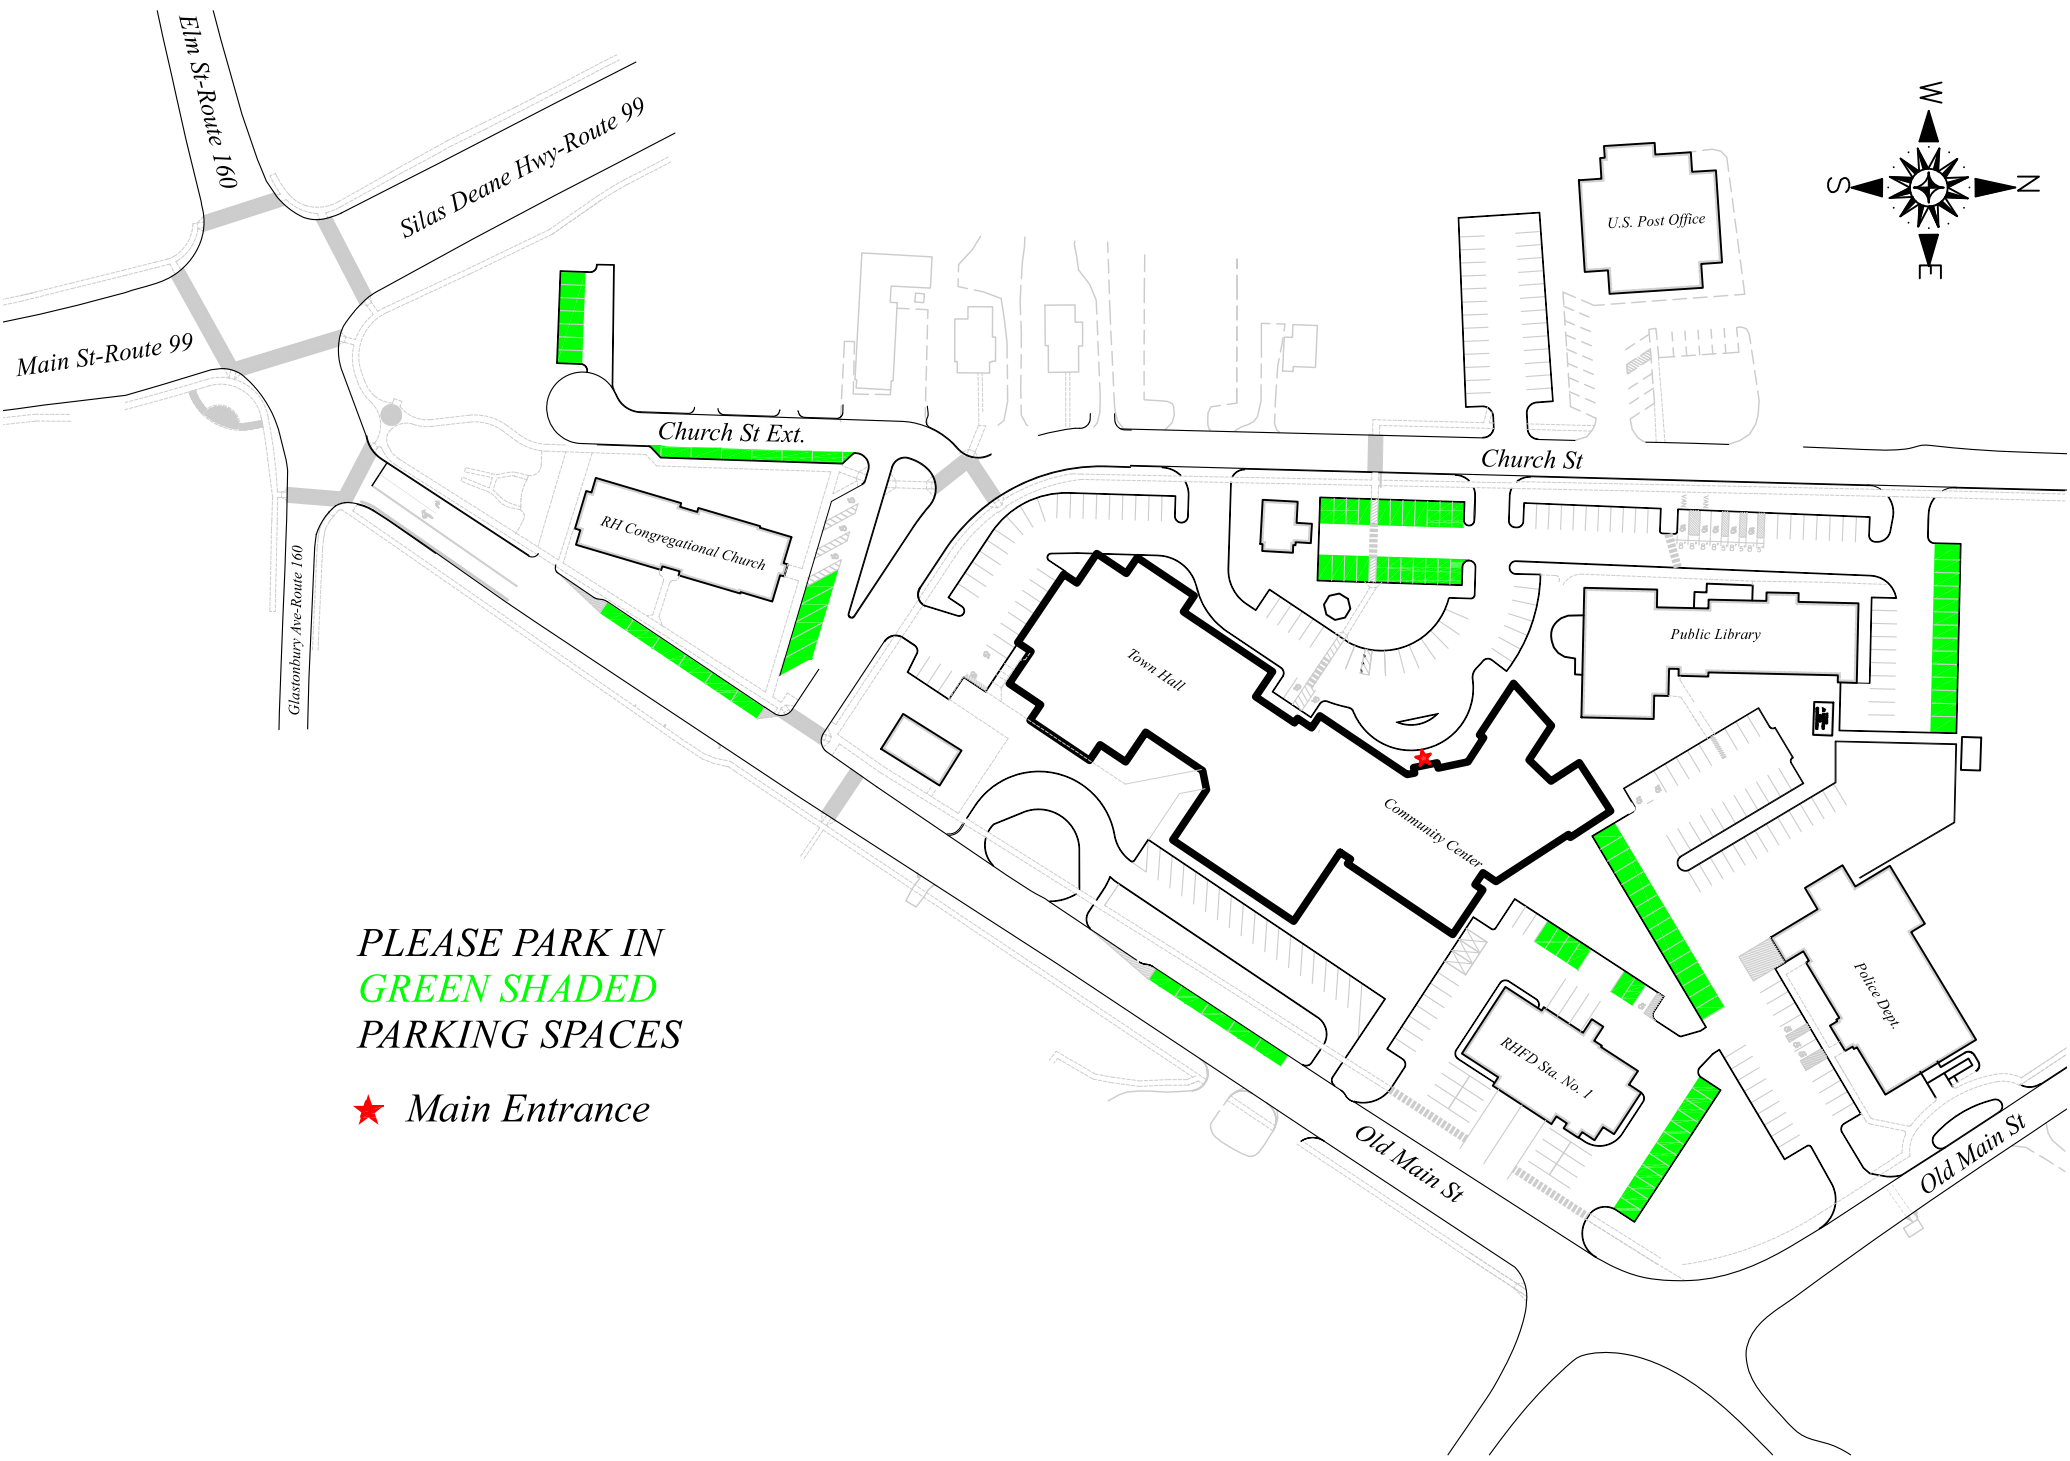 Elm St-Route 160
Silas Deane Hwy-Route 99
Main St-Route 99
Glastonbury Ave-Route 160
Church St Ext.
RH Congregational Church
Church St
U.S. Post Office
W
S
N
E
Town Hall
Public Library
Community Center
Police Dept.
RHFD Sta. No. 1
Old Main St
Old Main St
PLEASE PARK IN
GREEN SHADED
PARKING SPACES
Main Entrance